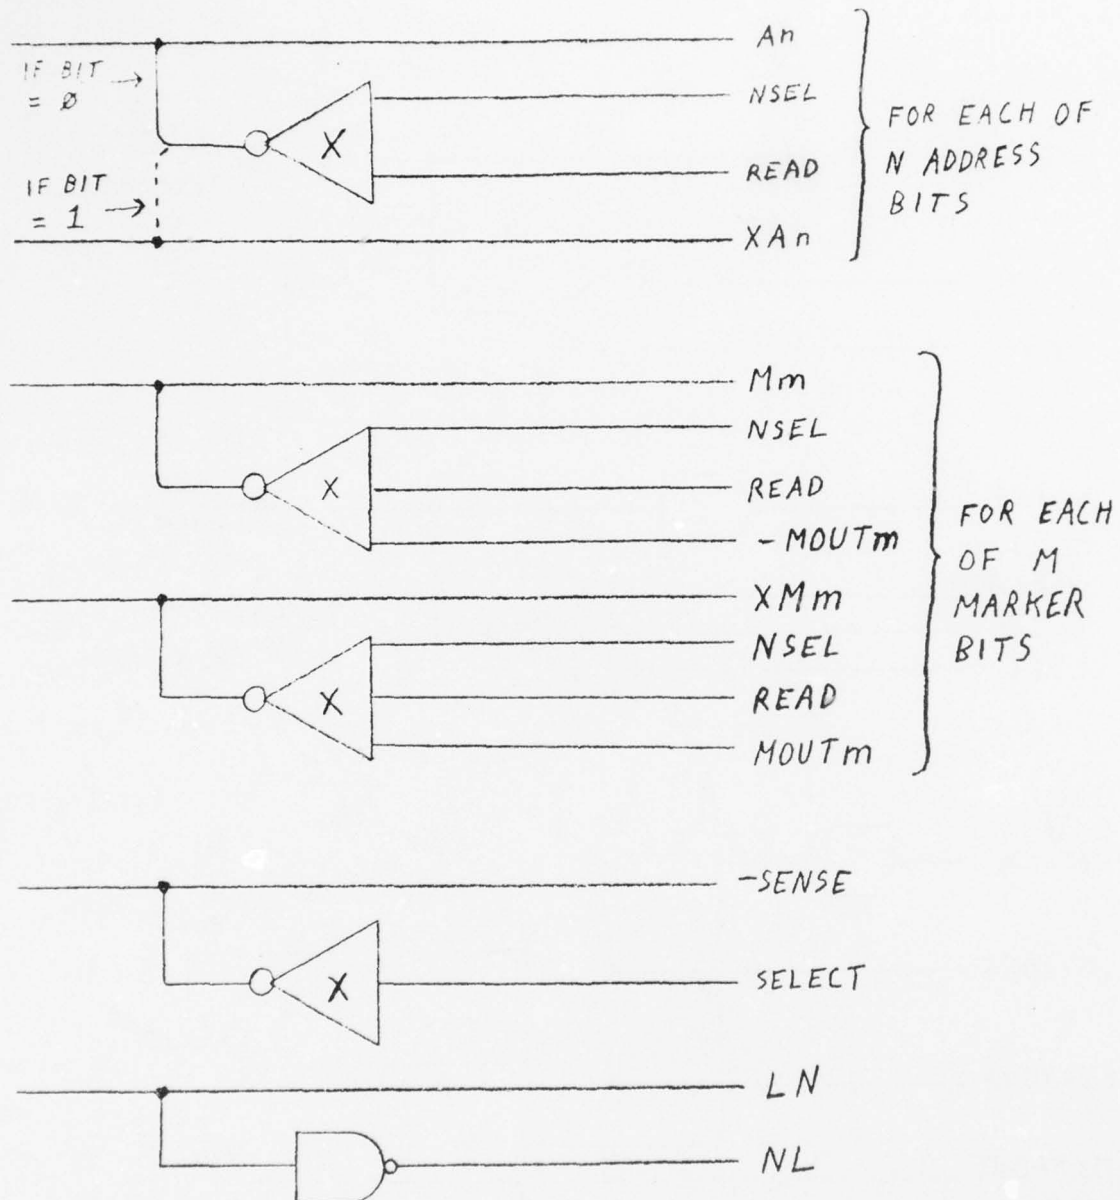 An
IF BIT →
= Ø
NSEL
X
FOR EACH OF
N ADDRESS
BITS
READ
IF BIT
= 1 →
XAn
Mm
NSEL
X
READ
- MOUTm
FOR EACH
OF M
MARKER
BITS
XMm
NSEL
X
READ
MOUTm
-SENSE
X
SELECT
LN
NL